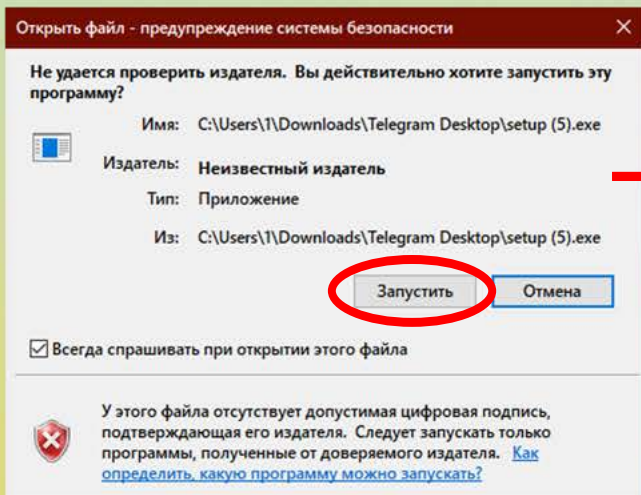 Открыть файл - предупреждение системы безопасности
Не удается проверить издателя. Вы действительно хотите запустить эту
программу?
Имя: C:\Users\1\Downloads\Telegram Desktop\setup (5).exe
Издатель: Неизвестный издатель
Тип: Приложение
Из: C:\Users\1\Downloads\Telegram Desktop\setup (5).exe
Запустить Отмена
Всегда спрашивать при открытии этого файла
У этого файла отсутствует допустимая цифровая подпись,
подтверждающая его издателя. Следует запускать только
программы, полученные от доверяемого издателя. Как
определить, какую программу можно запускать?